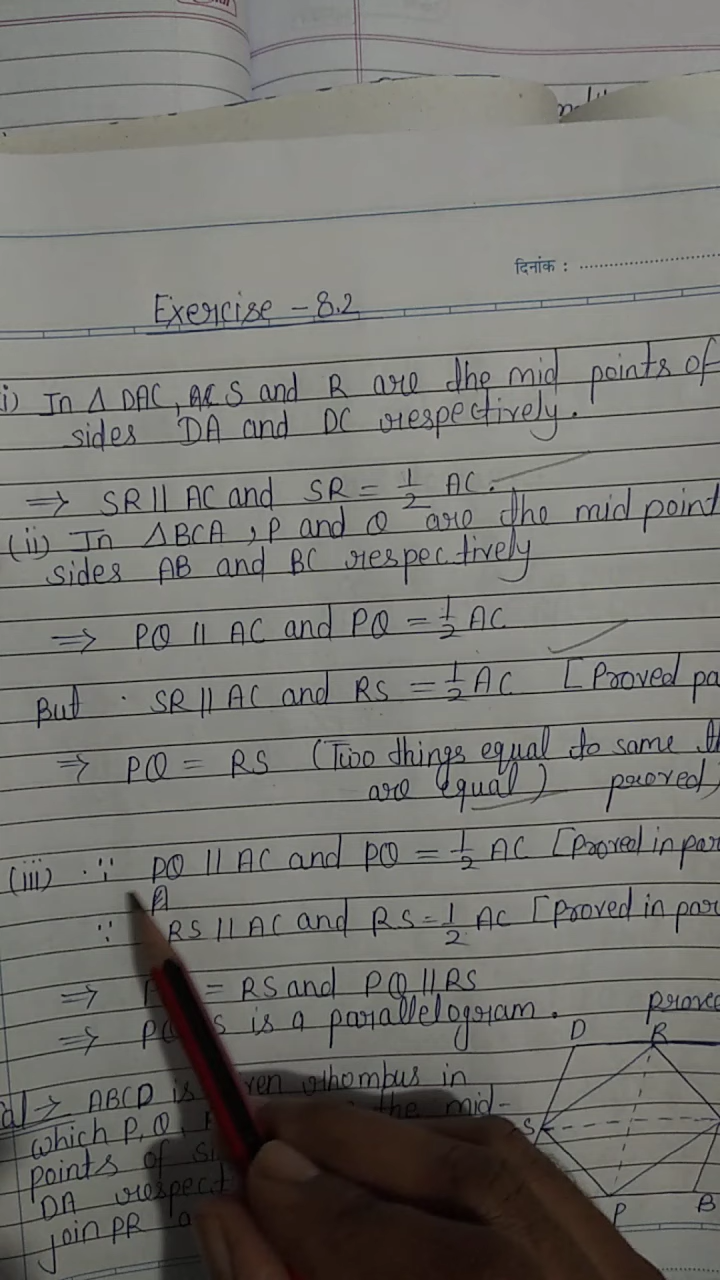 दिनांक :
Exercise - 8.2
i) In Δ DAC, S and R are the mid points of
sides DA and DC respectively.
⇒ SR || AC and SR = 1/2 AC.
(ii) In ΔBCA, P and Q are the mid point
sides AB and BC respectively
⇒ PQ || AC and PQ = 1/2 AC
But SR || AC and RS = 1/2 AC [Proved pa
⇒ PQ = RS (Two things equal to same
are equal) proved
(iii) ∵ PQ || AC and PQ = 1/2 AC [Proved in par
∵ RS || AC and RS = 1/2 AC [Proved in par
⇒ = RS and PQ || RS
⇒ is a parallelogram. prove
ABCD is rhombus in
which P, Q, the mid-
points of
DA
join PR
D R
S
P B